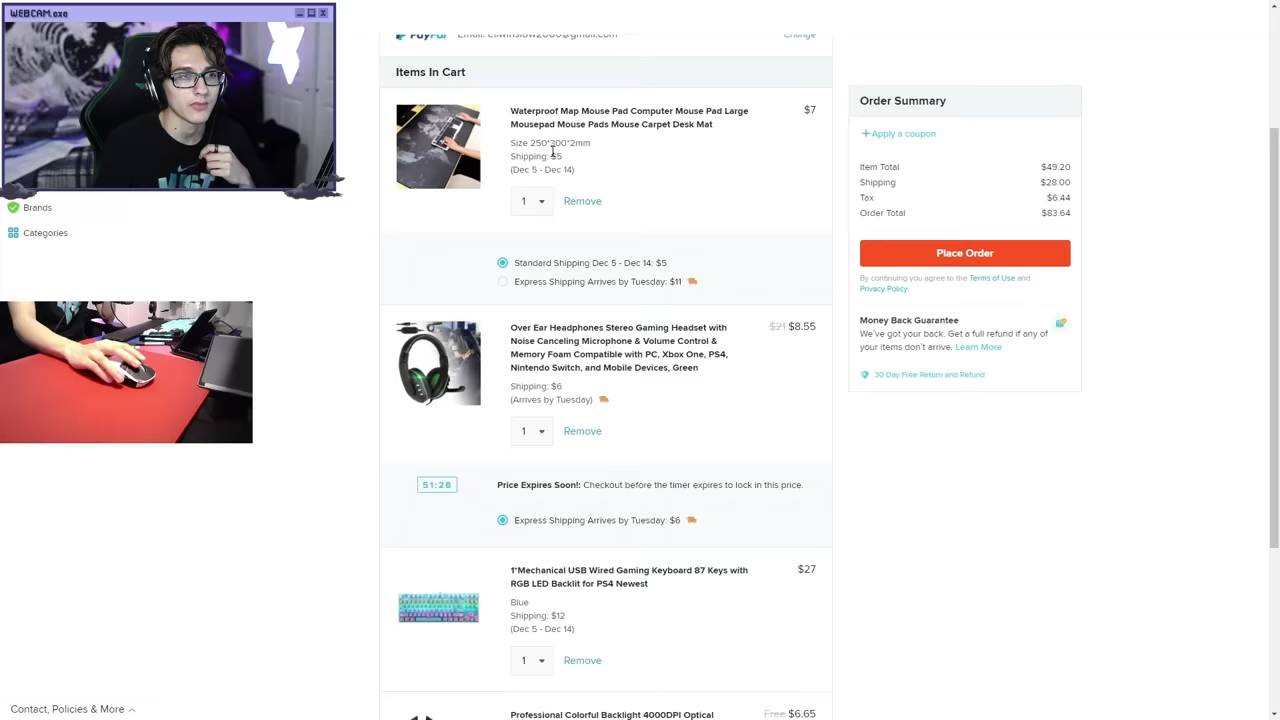 WEBCAM.exe
PayPal Email: eliwinslow2000@gmail.com Change
Items In Cart
Waterproof Map Mouse Pad Computer Mouse Pad Large
Mousepad Mouse Pads Mouse Carpet Desk Mat
$7
Size 250*300*2mm
Shipping: $5
(Dec 5 - Dec 14)
1 Remove
Standard Shipping Dec 5 - Dec 14: $5
Express Shipping Arrives by Tuesday: $11
Over Ear Headphones Stereo Gaming Headset with
Noise Canceling Microphone & Volume Control &
Memory Foam Compatible with PC, Xbox One, PS4,
Nintendo Switch, and Mobile Devices, Green
$21 $8.55
Shipping: $6
(Arrives by Tuesday)
1 Remove
51:28
Price Expires Soon!: Checkout before the timer expires to lock in this price.
Express Shipping Arrives by Tuesday: $6
1*Mechanical USB Wired Gaming Keyboard 87 Keys with
RGB LED Backlit for PS4 Newest
$27
Blue
Shipping: $12
(Dec 5 - Dec 14)
1 Remove
Professional Colorful Backlight 4000DPI Optical
Free $6.65
Order Summary
+Apply a coupon
Item Total $49.20
Shipping $28.00
Tax $6.44
Order Total $83.64
Place Order
By continuing you agree to the Terms of Use and
Privacy Policy.
Money Back Guarantee
We've got your back. Get a full refund if any of
your items don't arrive. Learn More
30 Day Free Return and Refund
Brands
Categories
Contact, Policies & More